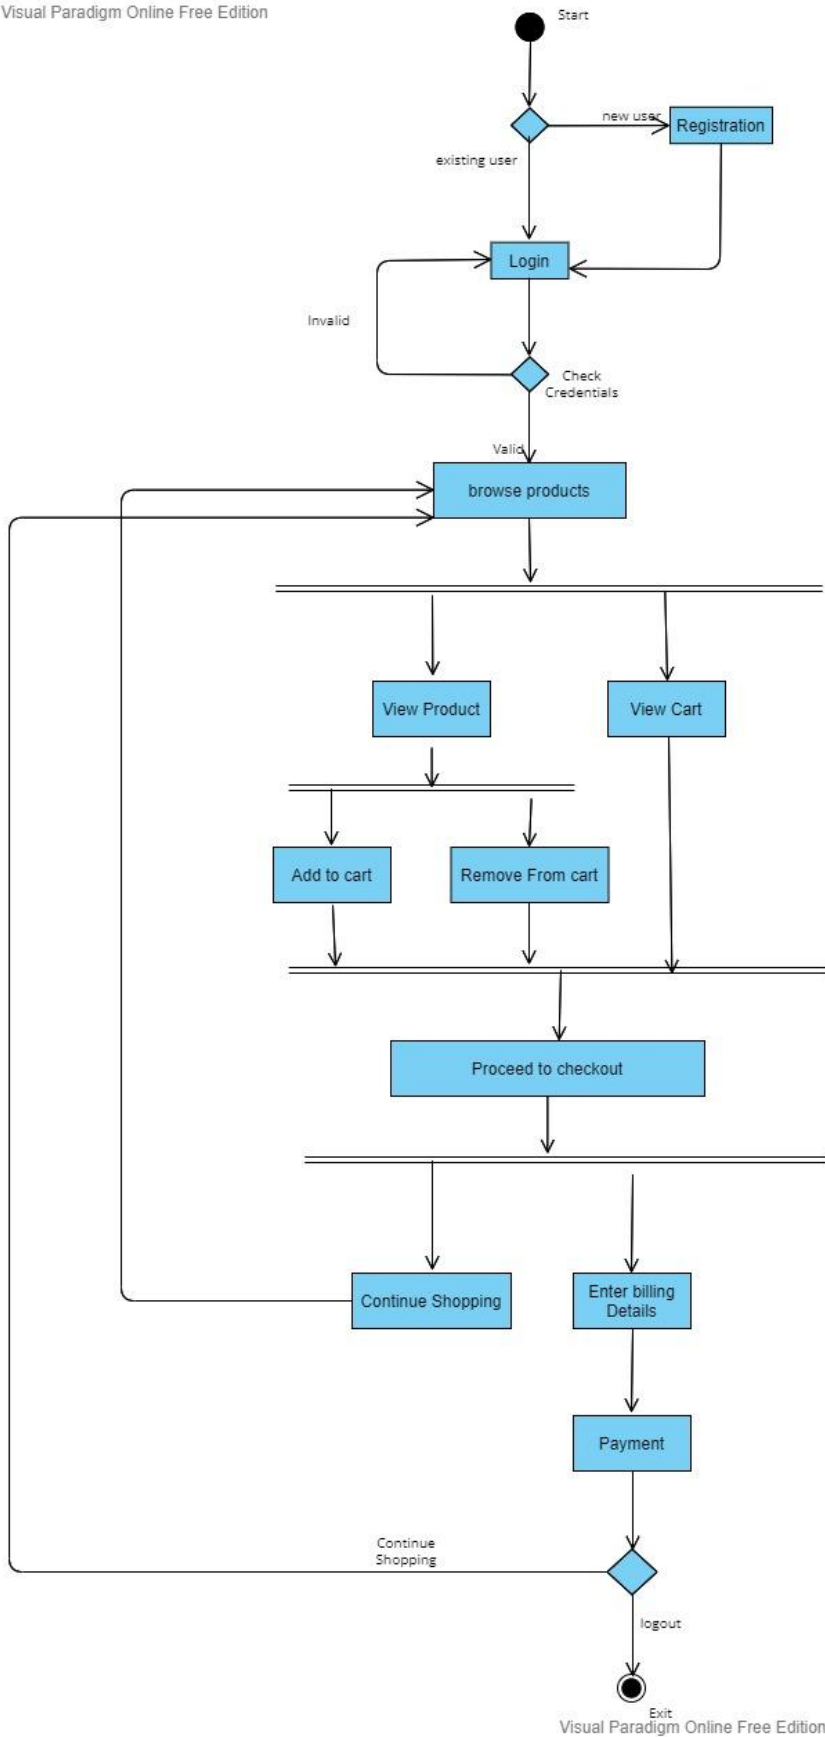 Visual Paradigm Online Free Edition
Start
new user
Registration
existing user
Login
Invalid
Check
Credentials
Valid
browse products
View Product
View Cart
Add to cart
Remove From cart
Proceed to checkout
Continue Shopping
Enter billing
Details
Payment
Continue
Shopping
logout
Exit
Visual Paradigm Online Free Edition